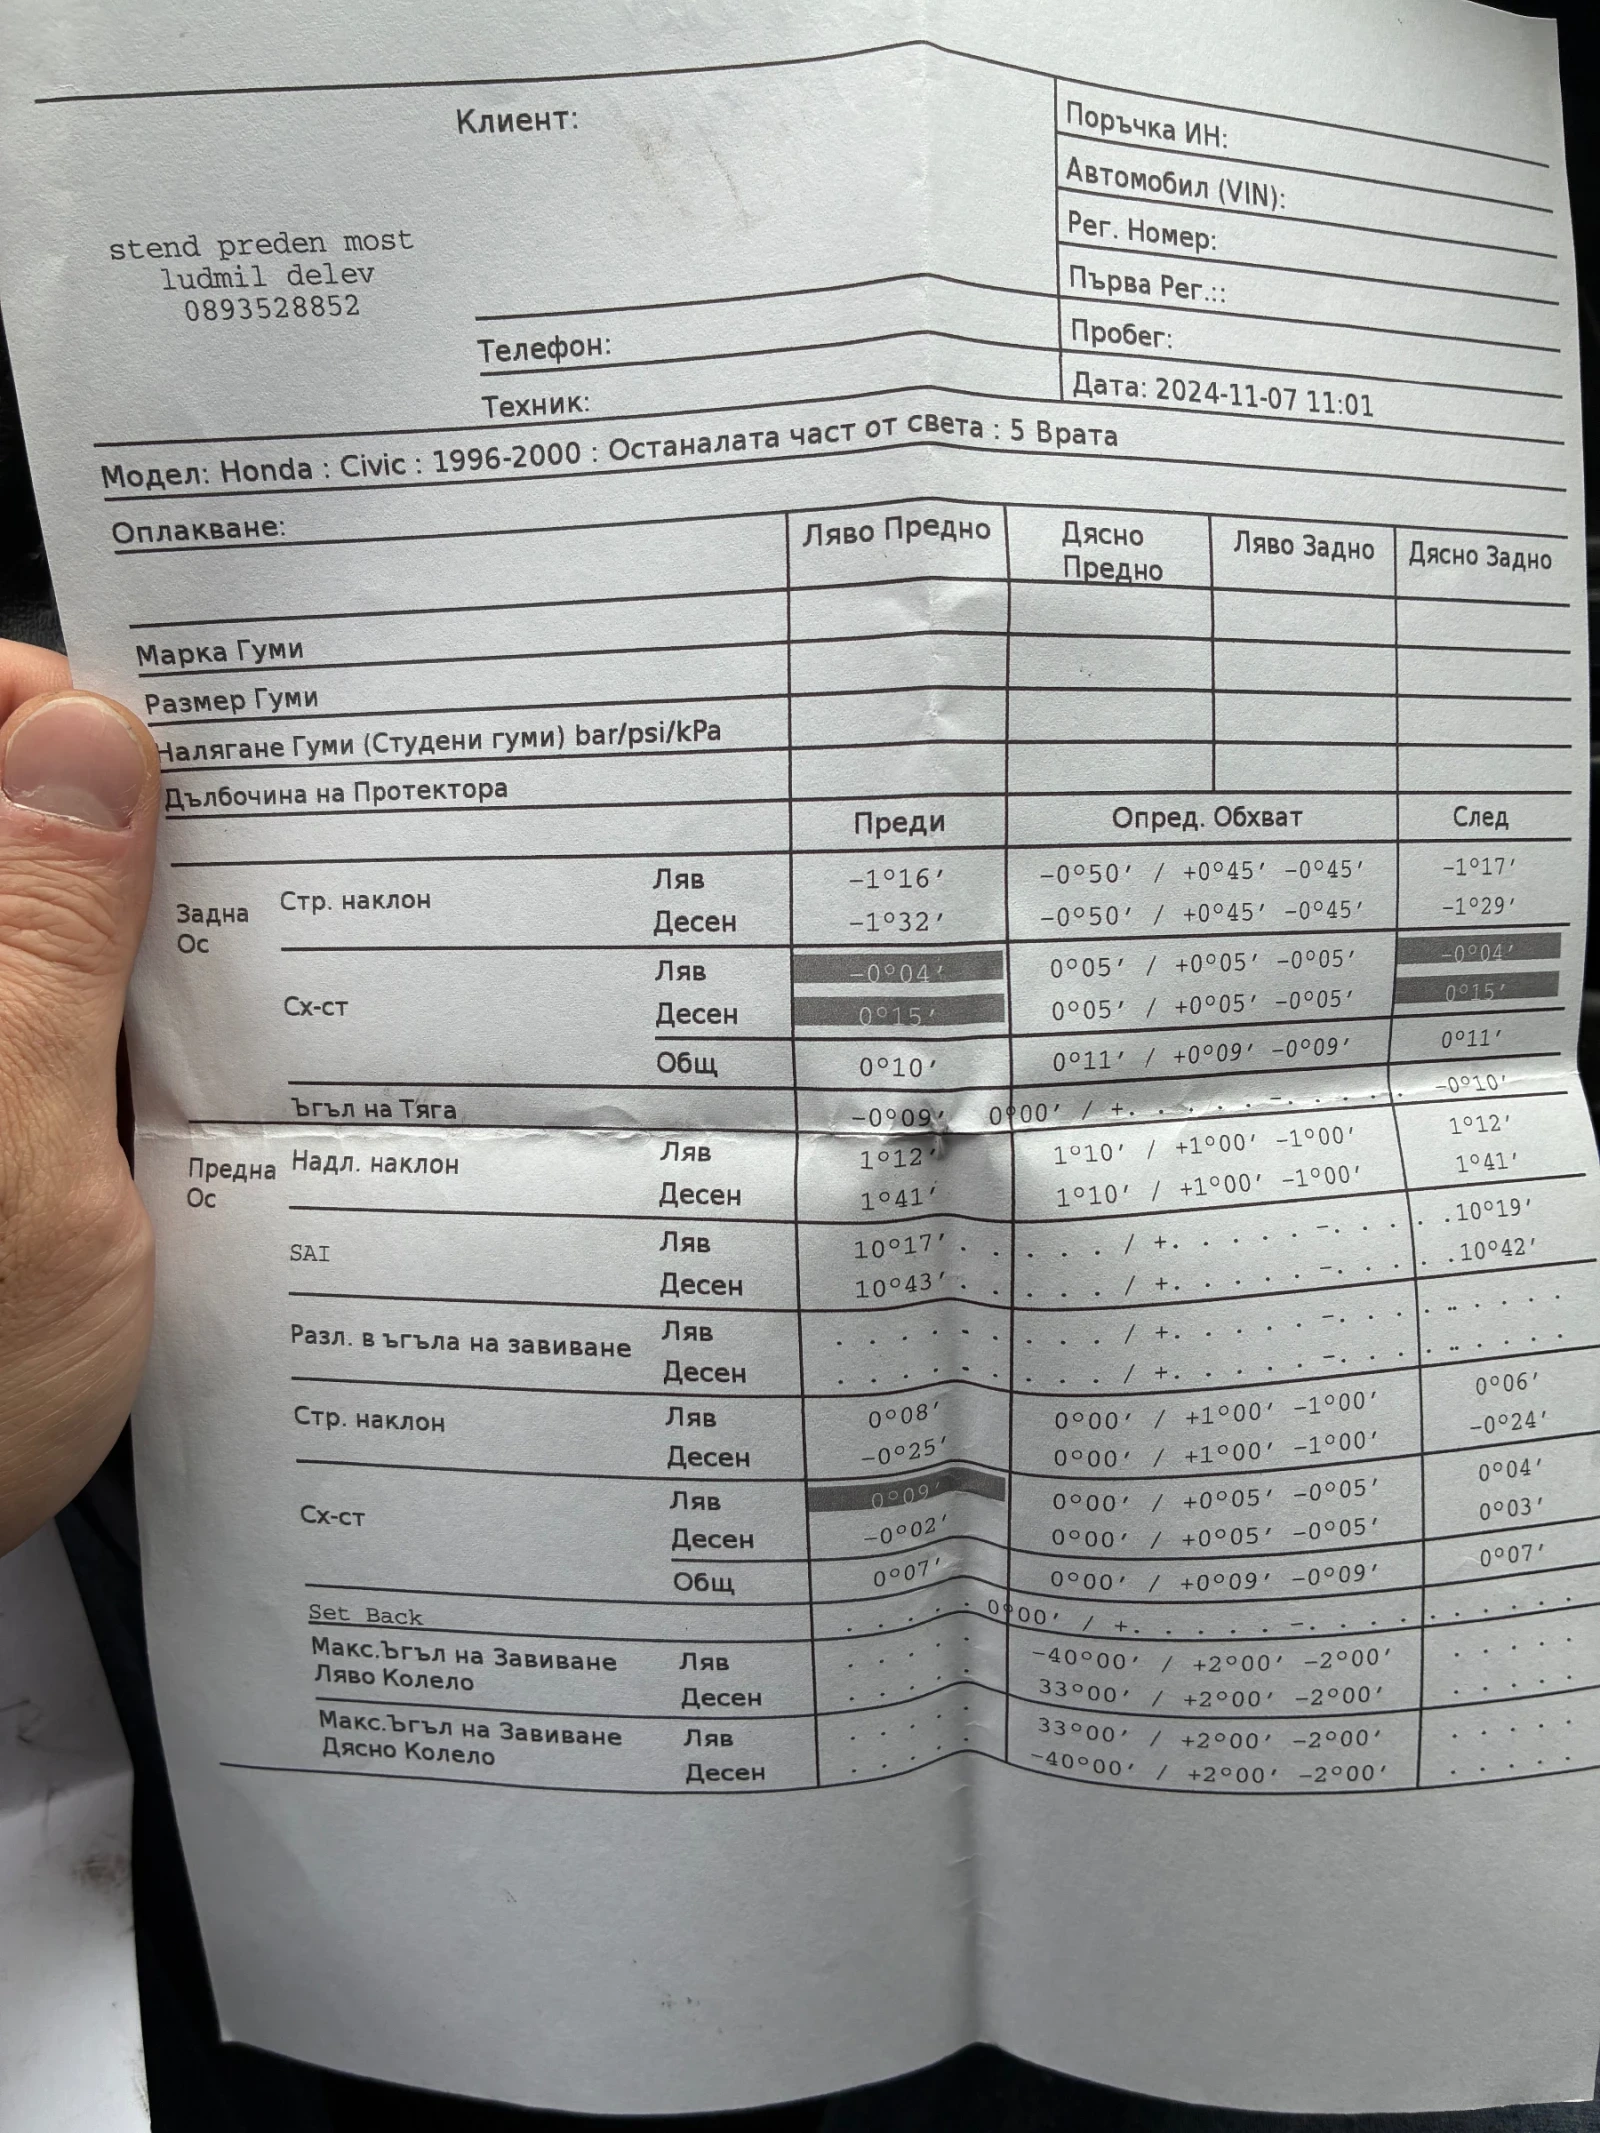 Клиент:
Поръчка ИН:
Автомобил (VIN):
Рег. Номер:
Първа Рег.::
Пробег:
Дата: 2024-11-07 11:01
stend preden most
ludmil delev
0893528852
Телефон:
Техник:
Модел: Honda : Civic : 1996-2000 : Останалата част от света : 5 Врата
Оплакване:
Ляво Предно Дясно Предно Ляво Задно Дясно Задно
Марка Гуми
Размер Гуми
Налягане Гуми (Студени гуми) bar/psi/kPa
Дълбочина на Протектора
Преди Опред. Обхват След
Задна Ос
Стр. наклон Ляв -1°16' -0°50' / +0°45' -0°45' -1°17'
Десен -1°32' -0°50' / +0°45' -0°45' -1°29'
Сх-ст Ляв -0°04' 0°05' / +0°05' -0°05' -0°04'
Десен 0°15' 0°05' / +0°05' -0°05' 0°15'
Общ 0°10' 0°11' / +0°09' -0°09' 0°11'
Ъгъл на Тяга -0°09' 0°00' / +. . . . . -. . . . . -0°10'
Предна Ос
Надл. наклон Ляв 1°12' 1°10' / +1°00' -1°00' 1°12'
Десен 1°41' 1°10' / +1°00' -1°00' 1°41'
SAI Ляв 10°17' . . . . . / +. . . . . -. . . . . 10°19'
Десен 10°43' . . . . . / +. . . . . -. . . . . 10°42'
Разл. в ъгъла на завиване Ляв . . . . . . . . . . / +. . . . . -. . . . . . . . . .
Десен . . . . . . . . . . / +. . . . . -. . . . . . . . . .
Стр. наклон Ляв 0°08' 0°00' / +1°00' -1°00' 0°06'
Десен -0°25' 0°00' / +1°00' -1°00' -0°24'
Сх-ст Ляв 0°09' 0°00' / +0°05' -0°05' 0°04'
Десен -0°02' 0°00' / +0°05' -0°05' 0°03'
Общ 0°07' 0°00' / +0°09' -0°09' 0°07'
Set Back . . . . . 0°00' / +. . . . . -. . . . . . . . . .
Макс.Ъгъл на Завиване
Ляво Колело
Ляв . . . . -40°00' / +2°00' -2°00' . . . .
Десен . . . . 33°00' / +2°00' -2°00' . . . .
Макс.Ъгъл на Завиване
Дясно Колело
Ляв . . . . 33°00' / +2°00' -2°00' . . . .
Десен . . . . -40°00' / +2°00' -2°00' . . . .